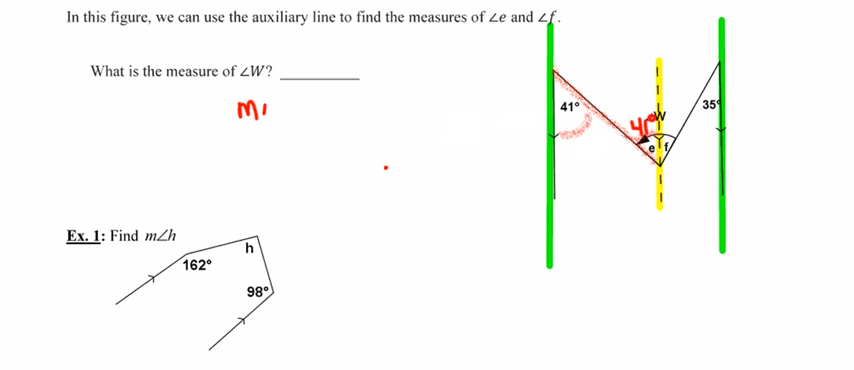 In this figure, we can use the auxiliary line to find the measures of ∠e and ∠f.
What is the measure of ∠W? __________
41°
35°
W
41°
e
f
m
Ex. 1: Find m∠h
h
162°
98°